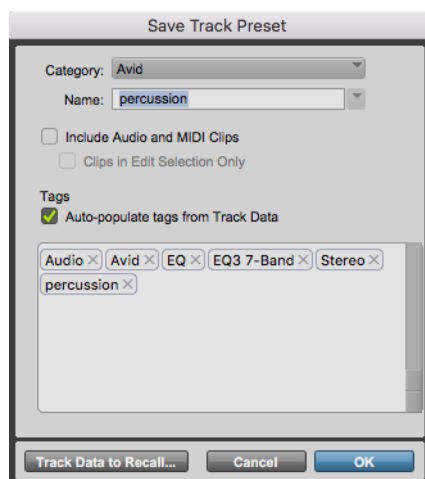 Save Track Preset
Category: Avid
Name: percussion
Include Audio and MIDI Clips
Clips in Edit Selection Only
Tags
Auto-populate tags from Track Data
Audio × Avid × EQ × EQ3 7-Band × Stereo ×
percussion ×
Track Data to Recall... Cancel OK